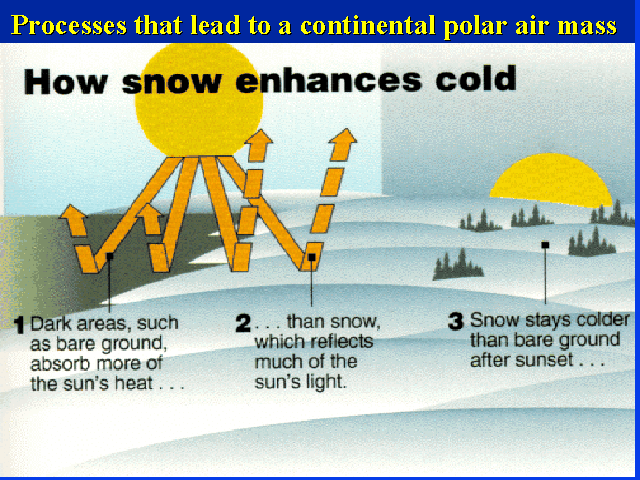 Processes that lead to a continental polar air mass
How snow enhances cold
1 Dark areas, such
as bare ground,
absorb more of
the sun's heat . . .
2 . . . than snow,
which reflects
much of the
sun's light.
3 Snow stays colder
than bare ground
after sunset . . .